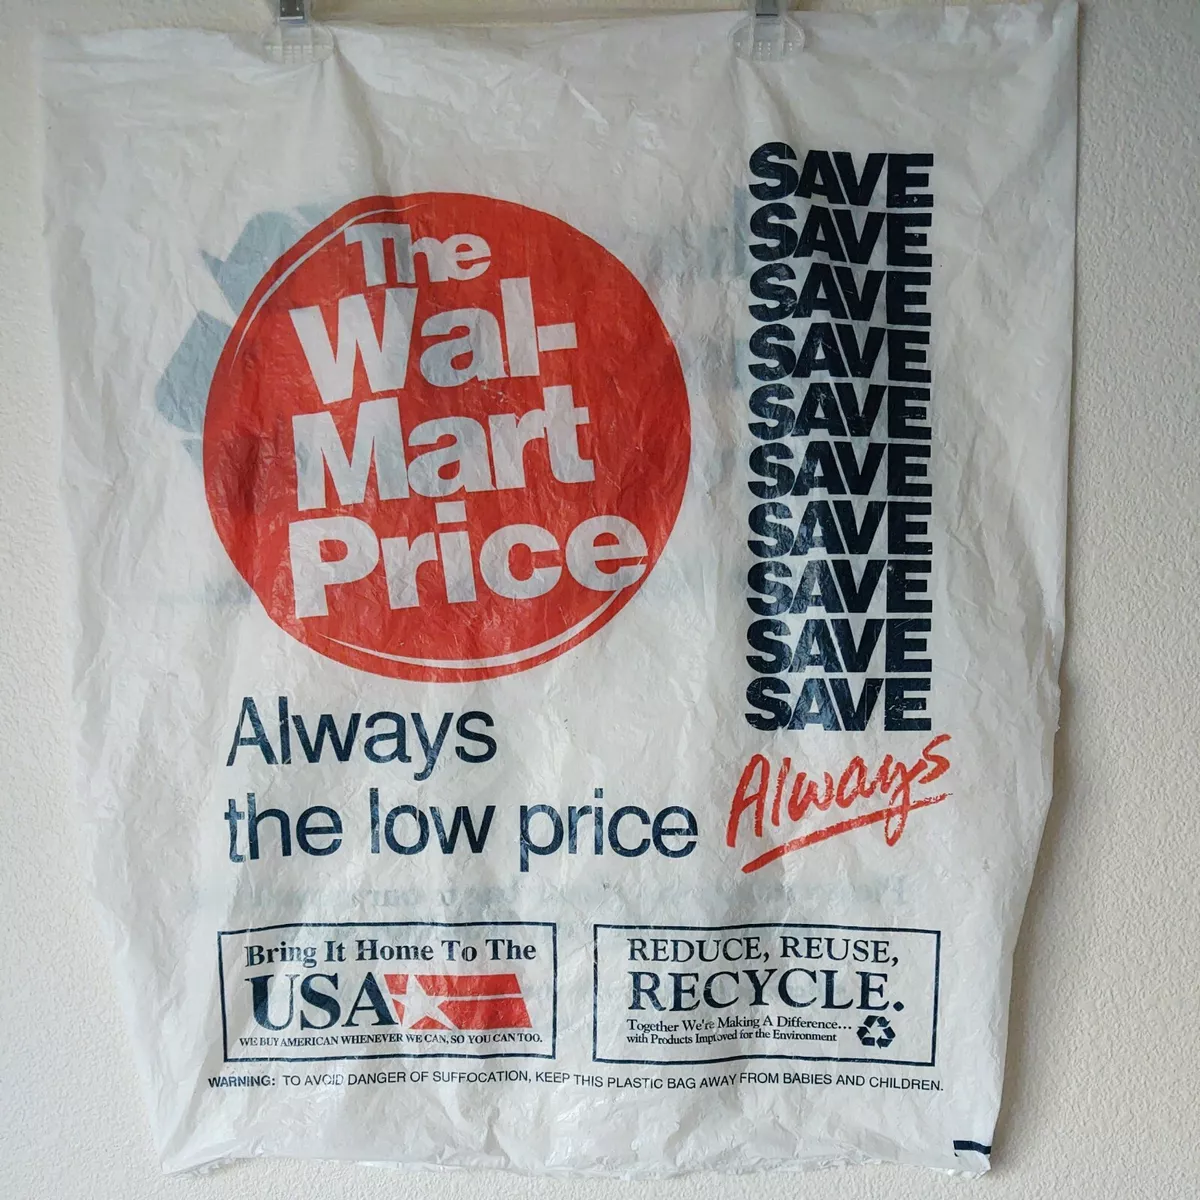 The
Wal-
Mart
Price
Always
the low price
SAVE
SAVE
SAVE
SAVE
SAVE
SAVE
SAVE
SAVE
SAVE
SAVE
Always
Bring It Home To The
USA
WE BUY AMERICAN WHENEVER WE CAN, SO YOU CAN TOO.
REDUCE, REUSE,
RECYCLE.
Together We're Making A Difference...
with Products Improved for the Environment
WARNING: TO AVOID DANGER OF SUFFOCATION, KEEP THIS PLASTIC BAG AWAY FROM BABIES AND CHILDREN.